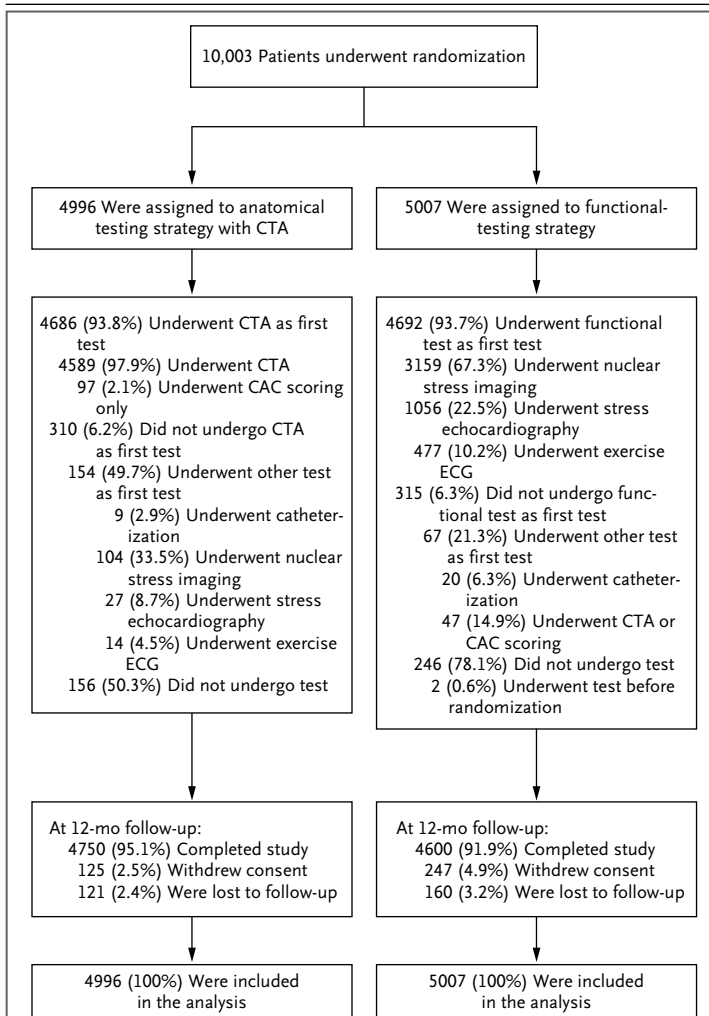 10,003 Patients underwent randomization
4996 Were assigned to anatomical
testing strategy with CTA
5007 Were assigned to functional-
testing strategy
4686 (93.8%) Underwent CTA as first
test
4589 (97.9%) Underwent CTA
97 (2.1%) Underwent CAC scoring
only
310 (6.2%) Did not undergo CTA
as first test
154 (49.7%) Underwent other test
as first test
9 (2.9%) Underwent catheter-
ization
104 (33.5%) Underwent nuclear
stress imaging
27 (8.7%) Underwent stress
echocardiography
14 (4.5%) Underwent exercise
ECG
156 (50.3%) Did not undergo test
4692 (93.7%) Underwent functional
test as first test
3159 (67.3%) Underwent nuclear
stress imaging
1056 (22.5%) Underwent stress
echocardiography
477 (10.2%) Underwent exercise
ECG
315 (6.3%) Did not undergo func-
tional test as first test
67 (21.3%) Underwent other test
as first test
20 (6.3%) Underwent catheter-
ization
47 (14.9%) Underwent CTA or
CAC scoring
246 (78.1%) Did not undergo test
2 (0.6%) Underwent test before
randomization
At 12-mo follow-up:
4750 (95.1%) Completed study
125 (2.5%) Withdrew consent
121 (2.4%) Were lost to follow-up
At 12-mo follow-up:
4600 (91.9%) Completed study
247 (4.9%) Withdrew consent
160 (3.2%) Were lost to follow-up
4996 (100%) Were included
in the analysis
5007 (100%) Were included
in the analysis